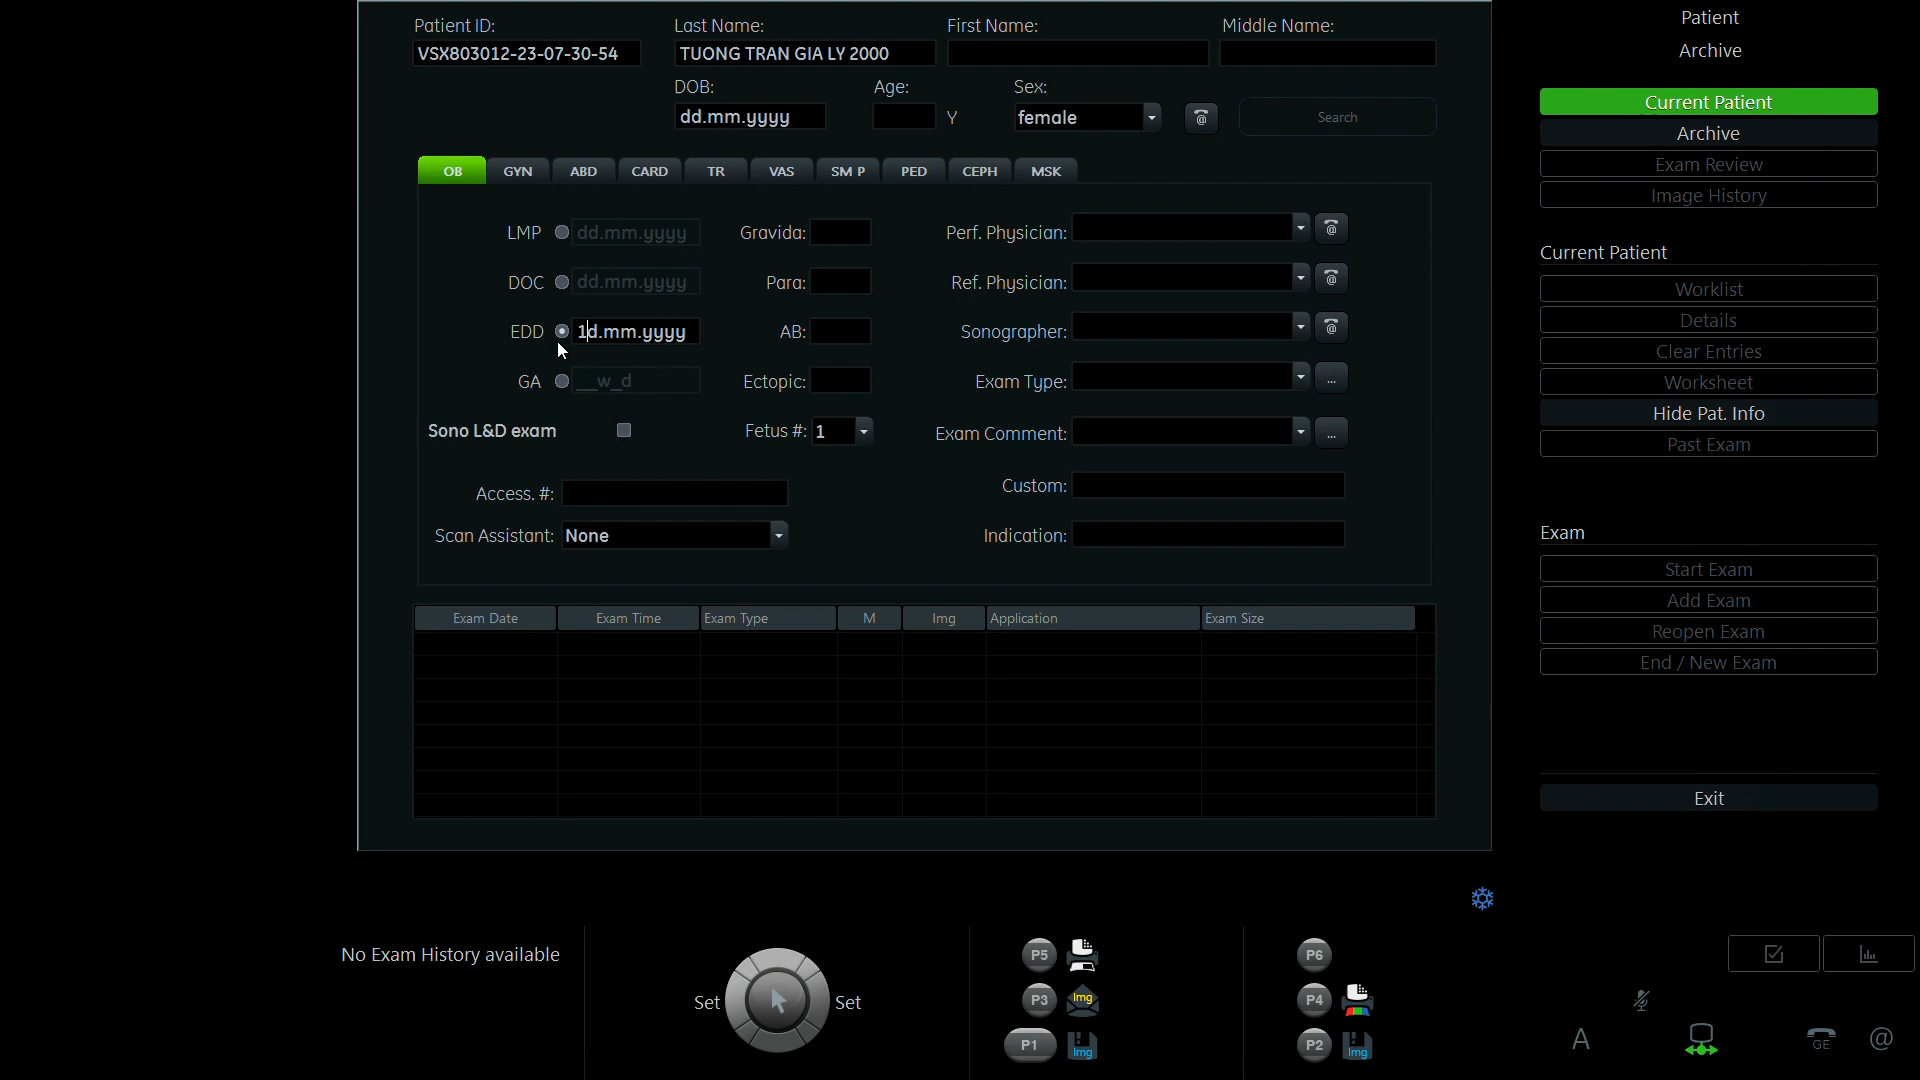 Patient ID: Last Name: First Name: Middle Name:
VSX803012-23-07-30-54 TUONG TRAN GIA LY 2000
DOB: Age: Sex:
dd.mm.yyyy Y female @ Search
OB GYN ABD CARD TR VAS SM P PED CEPH MSK
LMP dd.mm.yyyy Gravida: Perf. Physician: @
DOC dd.mm.yyyy Para: Ref. Physician: @
EDD 1d.mm.yyyy AB: Sonographer: @
GA __w_d Ectopic: Exam Type: ...
Sono L&D exam Fetus #: 1 Exam Comment: ...
Custom:
Access. #:
Scan Assistant: None Indication:
Exam Date Exam Time Exam Type M Img Application Exam Size
No Exam History available
Set Set
P5
P3 Img
P1 Img
P6
P4
P2 Img
Patient
Archive
Current Patient
Archive
Exam Review
Image History
Current Patient
Worklist
Details
Clear Entries
Worksheet
Hide Pat. Info
Past Exam
Exam
Start Exam
Add Exam
Reopen Exam
End / New Exam
Exit
A GE @